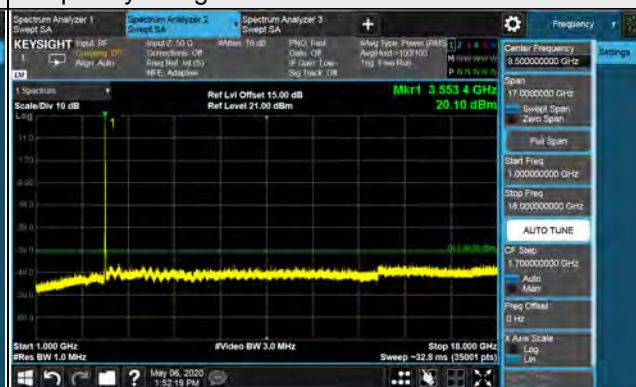 Spectrum Analyzer 1
Swept SA
Spectrum Analyzer 2
Swept SA
Spectrum Analyzer 3
Swept SA
+
Frequency
KEYSIGHT
Input: RF
Coupling: Off
Align: Auto
Input Z: 50 Ω
Corrections: Off
Freq Ref: Int (S)
NFE: Adaptive
#Atten: 16 dB
PNO: Fast
Gate: Off
IF Gain: Low
Sig Track: Off
#Avg Type: Power (RMS)
Avg|Hold:>100/100
Trig: Free Run
1 Spectrum
Scale/Div 10 dB
Log
Ref Lvl Offset 15.00 dB
Ref Level 21.00 dBm
Mkr1 3.553 4 GHz
20.10 dBm
1
Start 1.000 GHz
#Res BW 1.0 MHz
#Video BW 3.0 MHz
Stop 18.000 GHz
Sweep ~32.8 ms (35001 pts)
Center Frequency
9.500000000 GHz
Settings
Span
17.0000000 GHz
Swept Span
Zero Span
Full Span
Start Freq
1.000000000 GHz
Stop Freq
18.000000000 GHz
AUTO TUNE
CF Step
1.700000000 GHz
Auto
Man
Freq Offset
0 Hz
X Axis Scale
Log
Lin
May 06, 2020
1:52:19 PM